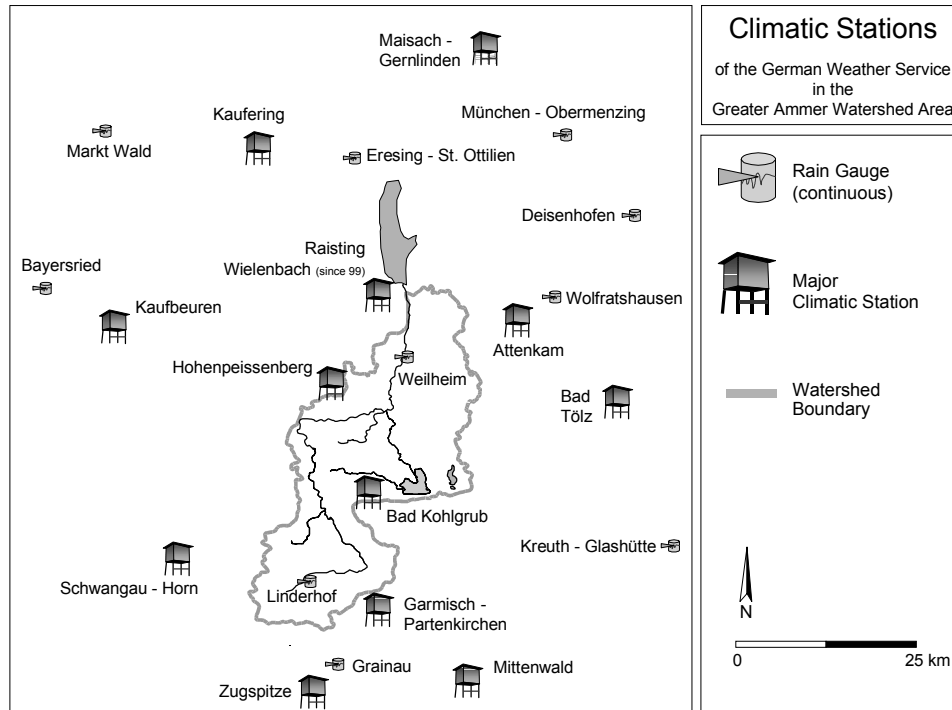 Maisach -
Gernlinden
Kaufering
München - Obermenzing
Markt Wald
Eresing - St. Ottilien
Deisenhofen
Raisting
Wielenbach (since 99)
Bayersried
Wolfratshausen
Kaufbeuren
Attenkam
Weilheim
Hohenpeissenberg
Bad
Tölz
Bad Kohlgrub
Kreuth - Glashütte
Schwangau - Horn
Linderhof
Garmisch -
Partenkirchen
Grainau
Mittenwald
Zugspitze
Climatic Stations
of the German Weather Service
in the
Greater Ammer Watershed Area
Rain Gauge
(continuous)
Major
Climatic Station
Watershed
Boundary
N
0 25 km